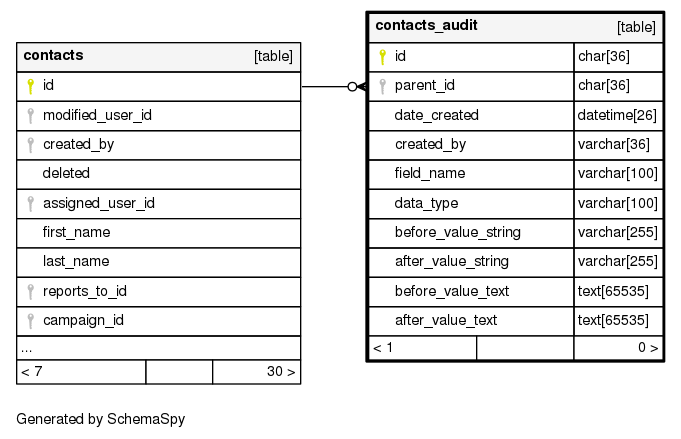 contacts [table]
id
modified_user_id
created_by
deleted
assigned_user_id
first_name
last_name
reports_to_id
campaign_id
...
< 7 30 >
contacts_audit [table]
id char[36]
parent_id char[36]
date_created datetime[26]
created_by varchar[36]
field_name varchar[100]
data_type varchar[100]
before_value_string varchar[255]
after_value_string varchar[255]
before_value_text text[65535]
after_value_text text[65535]
< 1 0 >
Generated by SchemaSpy